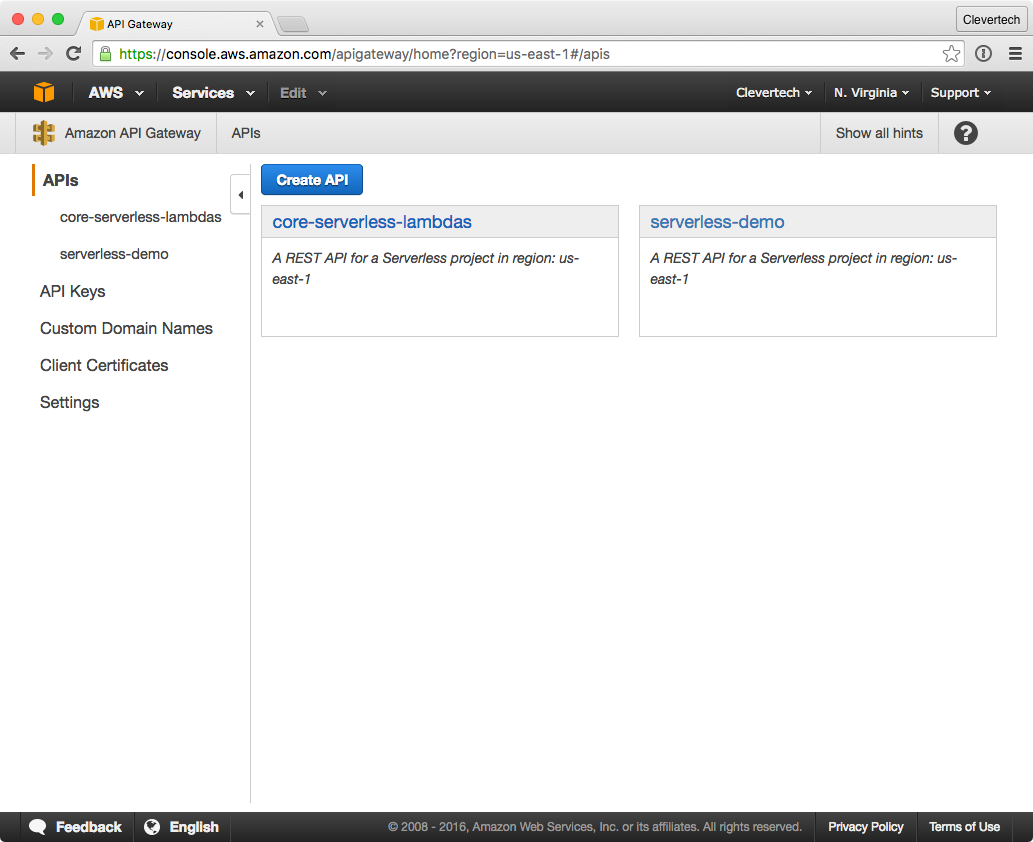 API Gateway
Clevertech
https://console.aws.amazon.com/apigateway/home?region=us-east-1#/apis
AWS Services Edit Clevertech N. Virginia Support
Amazon API Gateway APIs Show all hints ?
APIs
core-serverless-lambdas
serverless-demo
API Keys
Custom Domain Names
Client Certificates
Settings
Create API
core-serverless-lambdas
A REST API for a Serverless project in region: us-
east-1
serverless-demo
A REST API for a Serverless project in region: us-
east-1
Feedback English © 2008 - 2016, Amazon Web Services, Inc. or its affiliates. All rights reserved. Privacy Policy Terms of Use